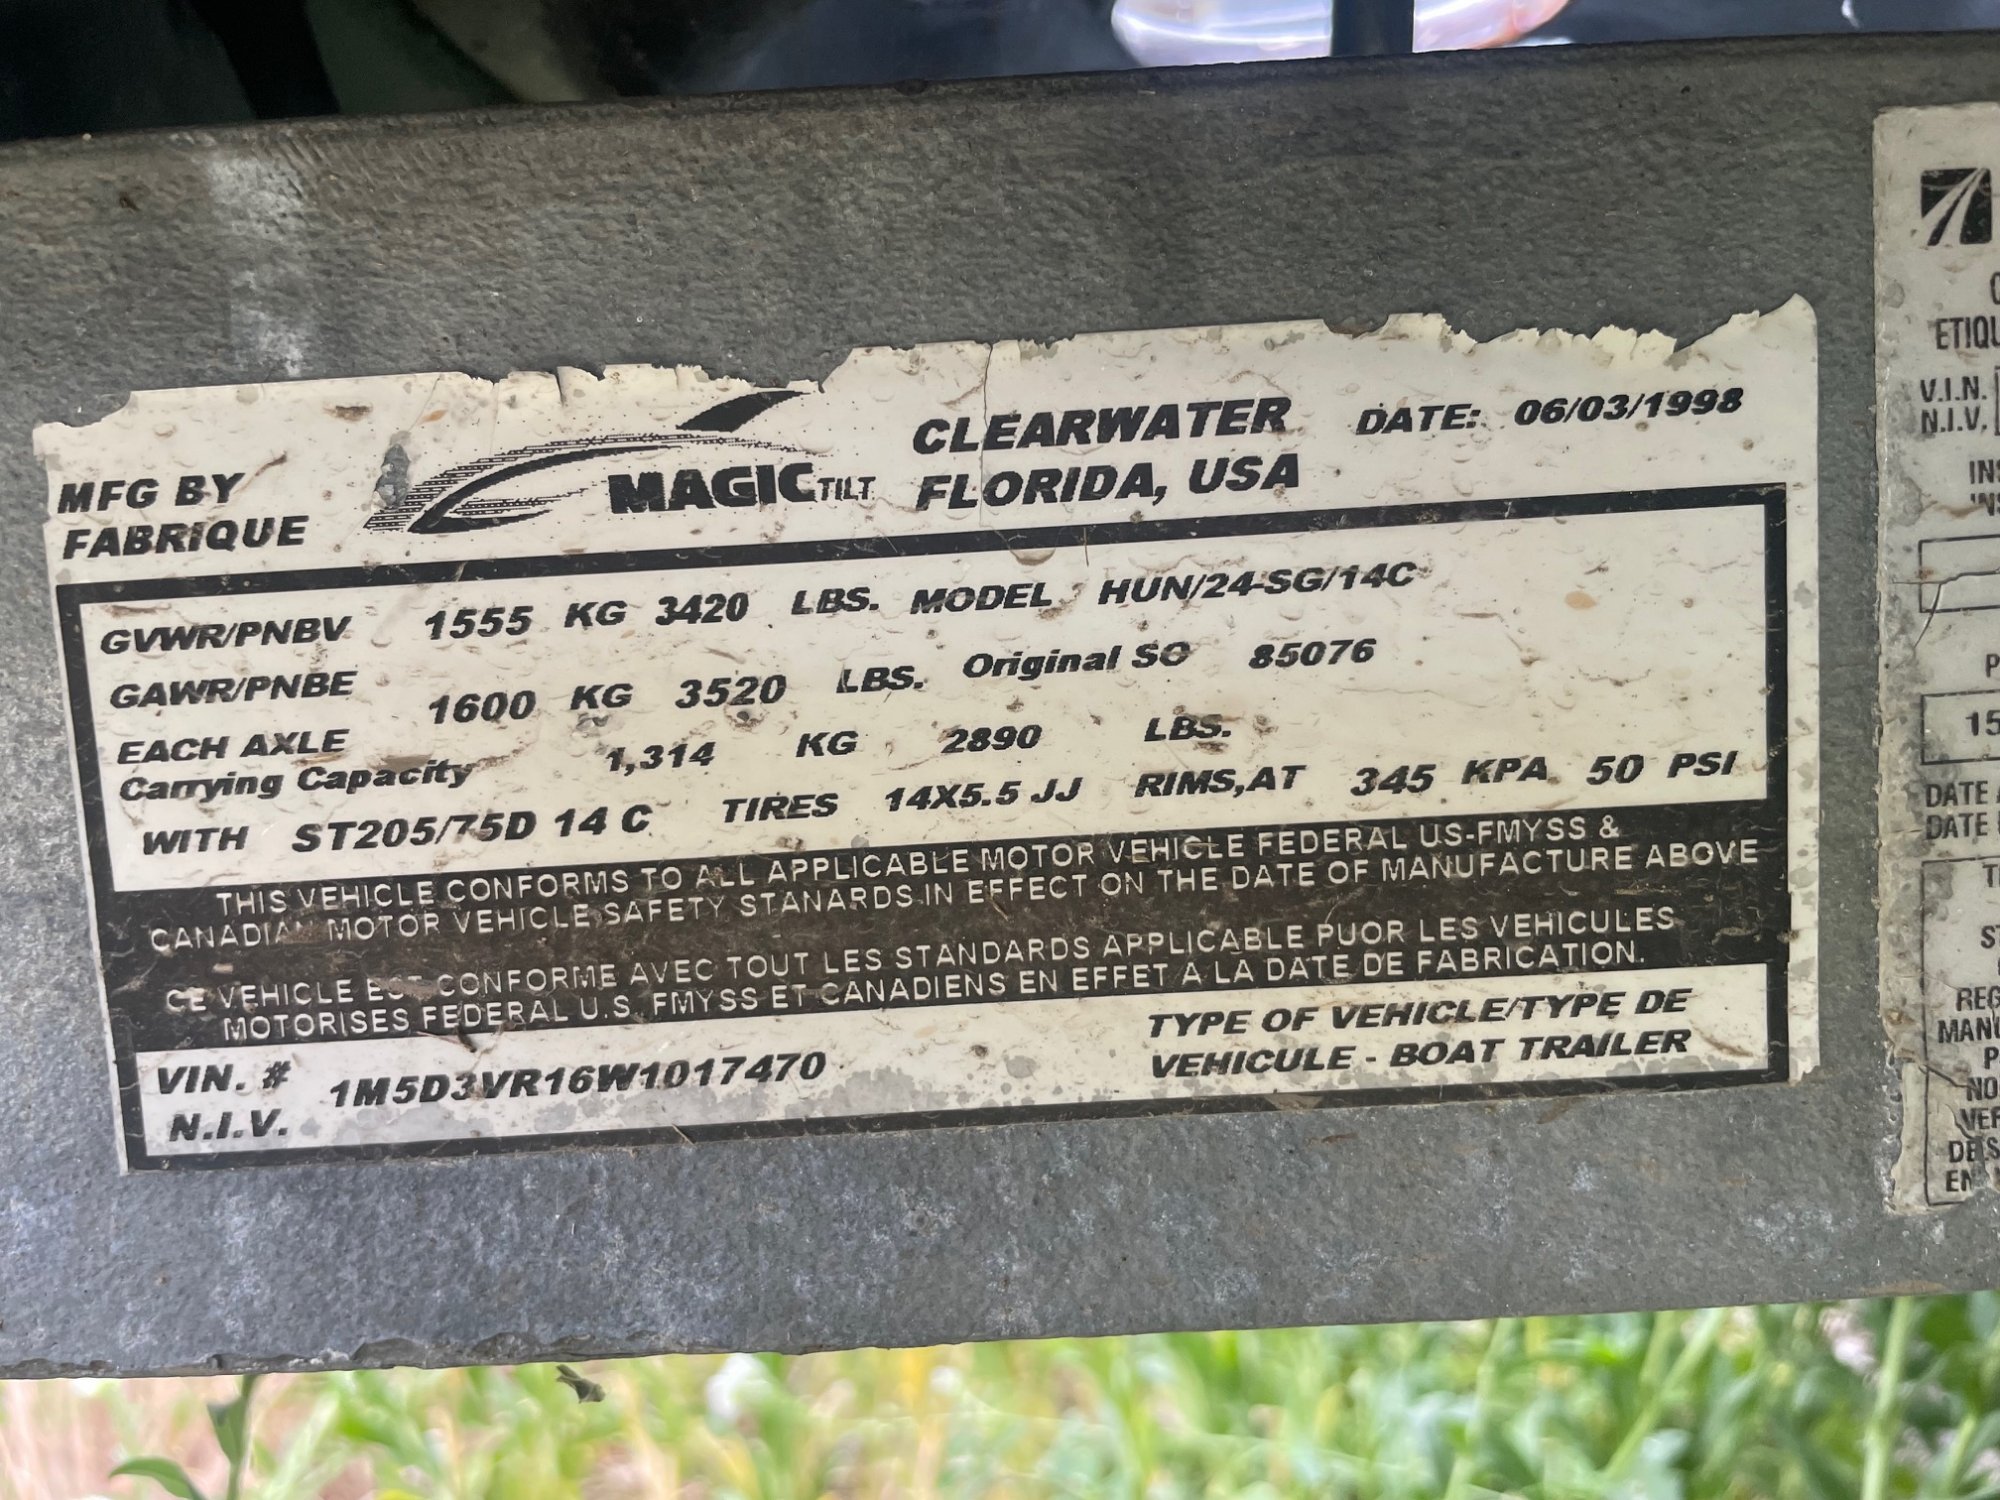 MFG BY
FABRIQUE
MAGIC TILT
CLEARWATER
FLORIDA, USA
DATE: 06/03/1998
GVWR/PNBV 1555 KG 3420 LBS. MODEL HUN/24-SG/14C
GAWR/PNBE
EACH AXLE 1600 KG 3520 LBS. Original SO 85076
Carrying Capacity 1,314 KG 2890 LBS.
WITH ST205/75D 14 C TIRES 14X5.5 JJ RIMS,AT 345 KPA 50 PSI
THIS VEHICLE CONFORMS TO ALL APPLICABLE MOTOR VEHICLE FEDERAL US-FMYSS &
CANADIAN MOTOR VEHICLE SAFETY STANARDS IN EFFECT ON THE DATE OF MANUFACTURE ABOVE
CE VEHICLE EST CONFORME AVEC TOUT LES STANDARDS APPLICABLE PUOR LES VEHICULES
MOTORISES FEDERAL U.S. FMYSS ET CANADIENS EN EFFET A LA DATE DE FABRICATION.
VIN. # 1M5D3VR16W1017470
N.I.V.
TYPE OF VEHICLE/TYPE DE
VEHICULE - BOAT TRAILER
V.I.N.
N.I.V.
15
DATE
DATE